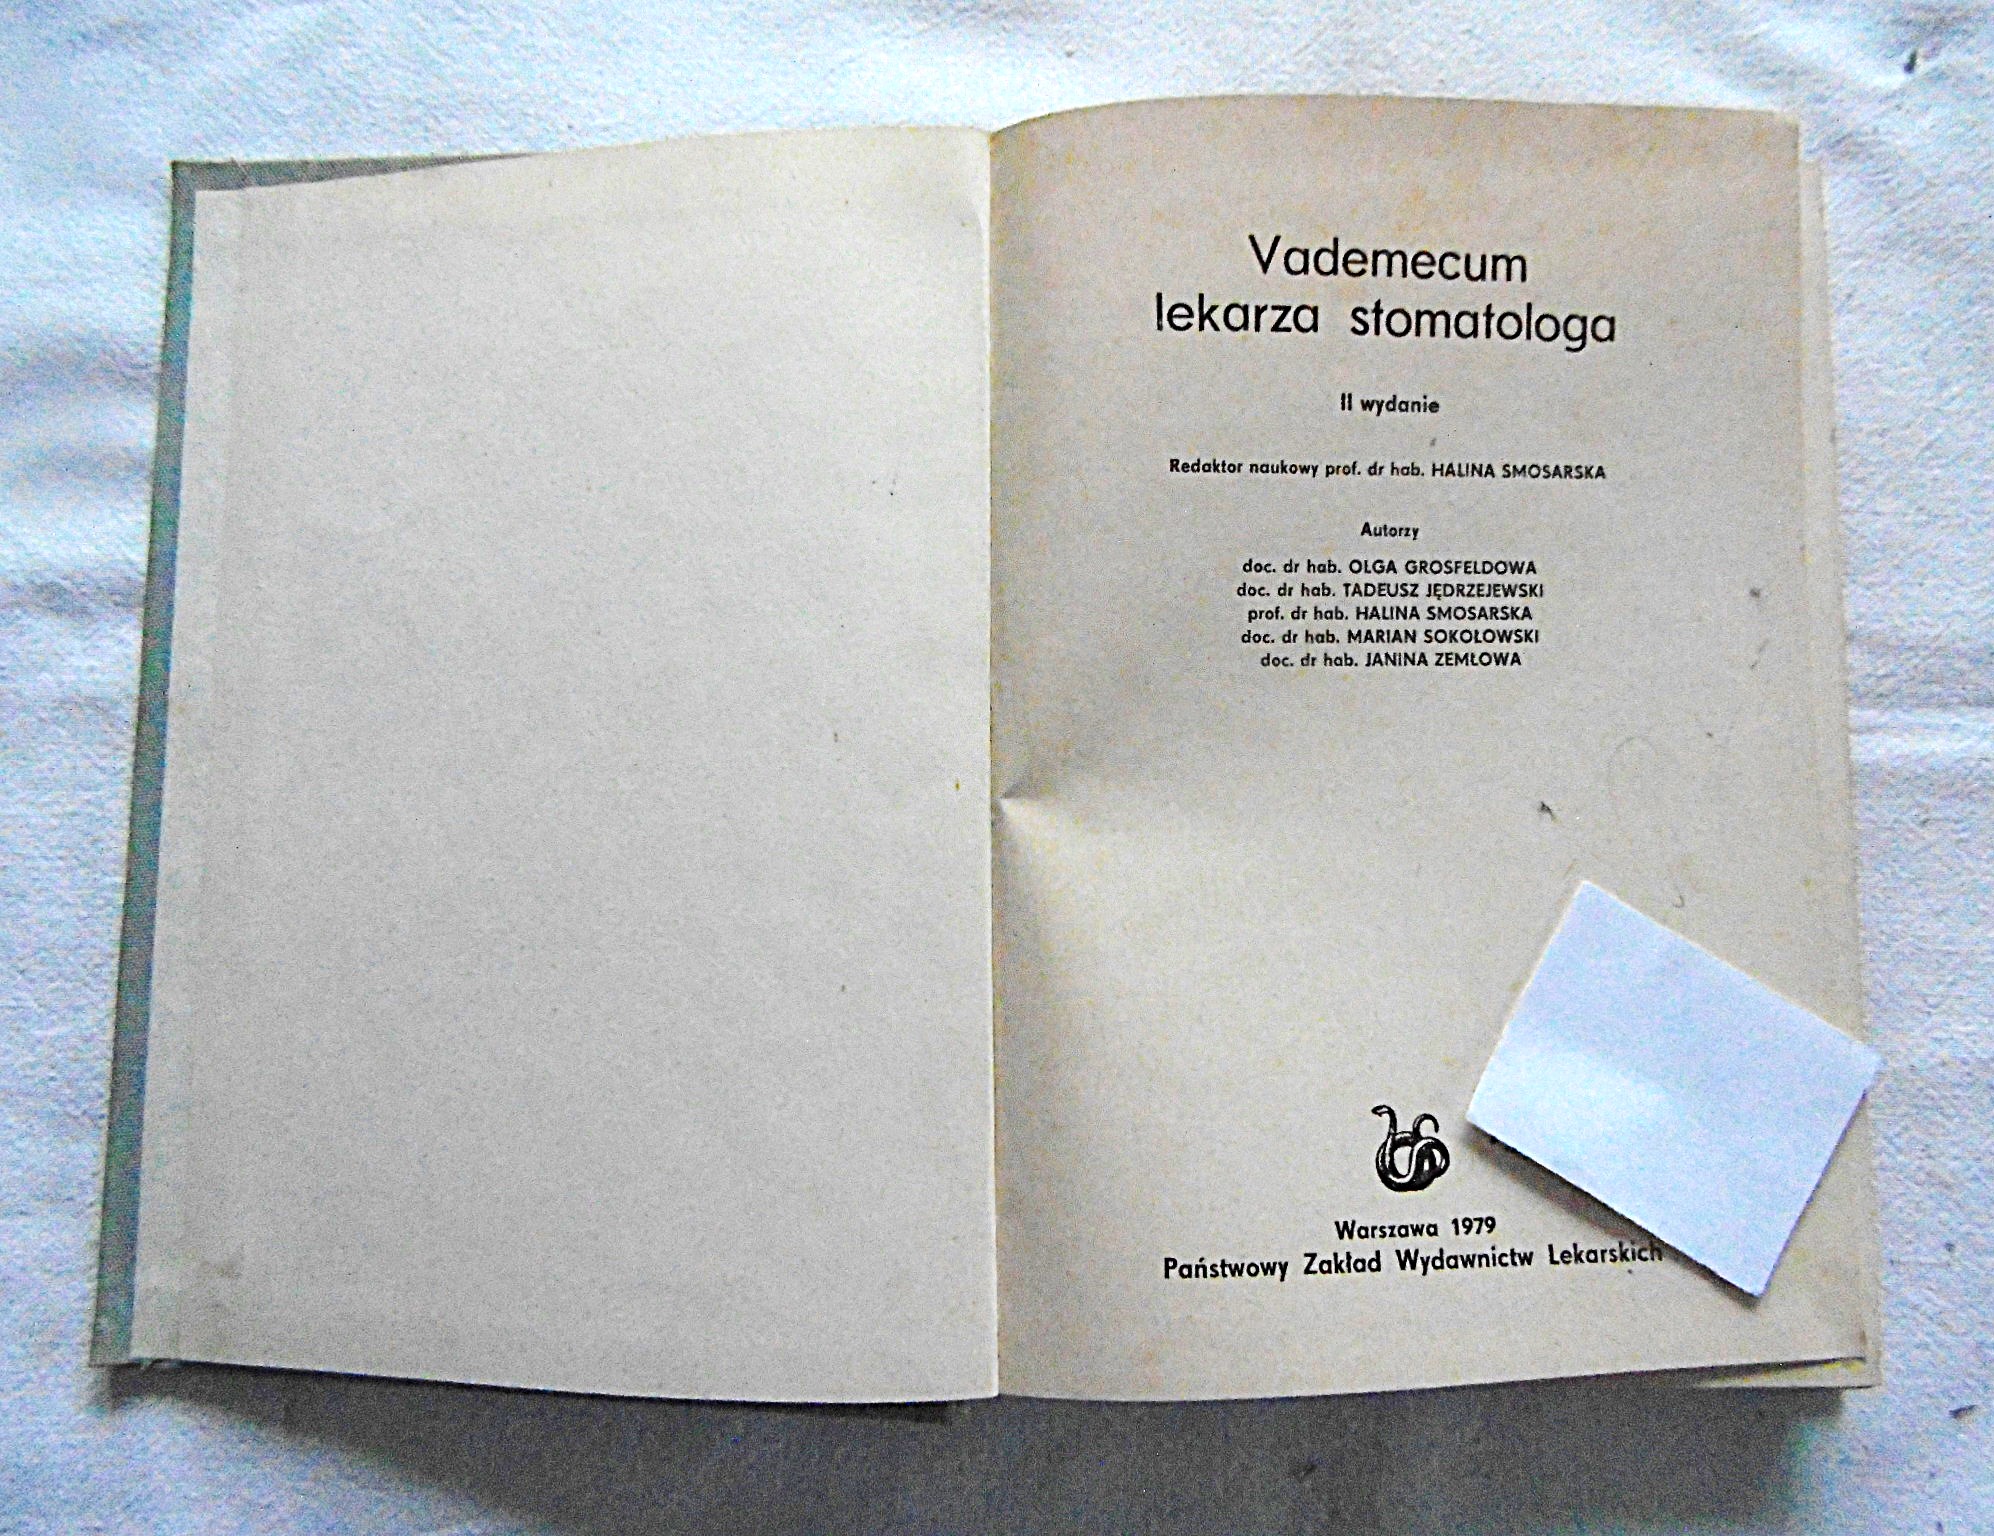 Vademecum
lekarza stomatologa
II wydanie
Redaktor naukowy prof. dr hab. HALINA SMOSARSKA
Autorzy
doc. dr hab. OLGA GROSFELDOWA
doc. dr hab. TADEUSZ JĘDRZEJEWSKI
prof. dr hab. HALINA SMOSARSKA
doc. dr hab. MARIAN SOKOŁOWSKI
doc. dr hab. JANINA ZEMŁOWA
Warszawa 1979
Państwowy Zakład Wydawnictw Lekarskich